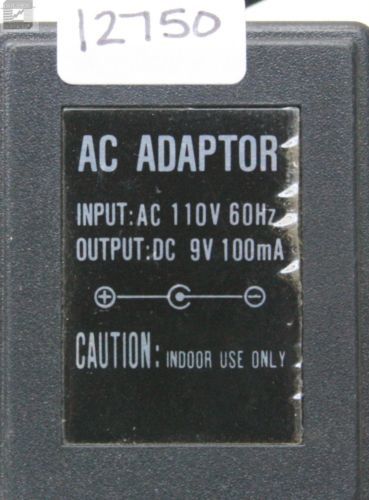 12750
AC ADAPTOR
INPUT:AC 110V 60Hz
OUTPUT:DC 9V 100mA
CAUTION: INDOOR USE ONLY